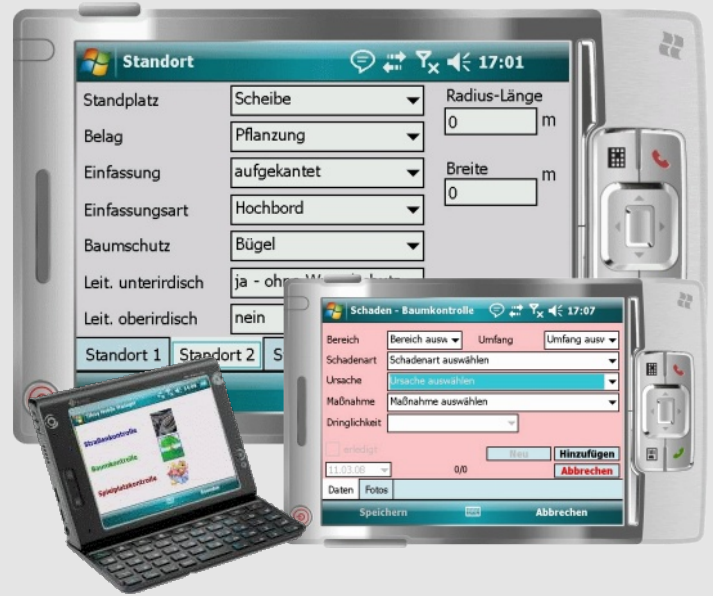 Standort 17:01
Standplatz Scheibe Radius-Länge
Belag Pflanzung 0 m
Einfassung aufgekantet Breite
Einfassungsart Hochbord 0 m
Baumschutz Bügel
Leit. unterirdisch ja - ohne
Leit. oberirdisch nein
Standort 1 Standort 2 S
Schaden - Baumkontrolle 17:07
Bereich Bereich ausw Umfang Umfang ausv
Schadenart Schadenart auswählen
Ursache Ursache auswählen
Maßnahme Maßnahme auswählen
Dringlichkeit
erledigt Neu Hinzufügen
11.03.08 0/0 Abbrechen
Daten Fotos
Speichern Abbrechen
Straßenkontrolle
Baumkontrolle
Spielplatzkontrolle